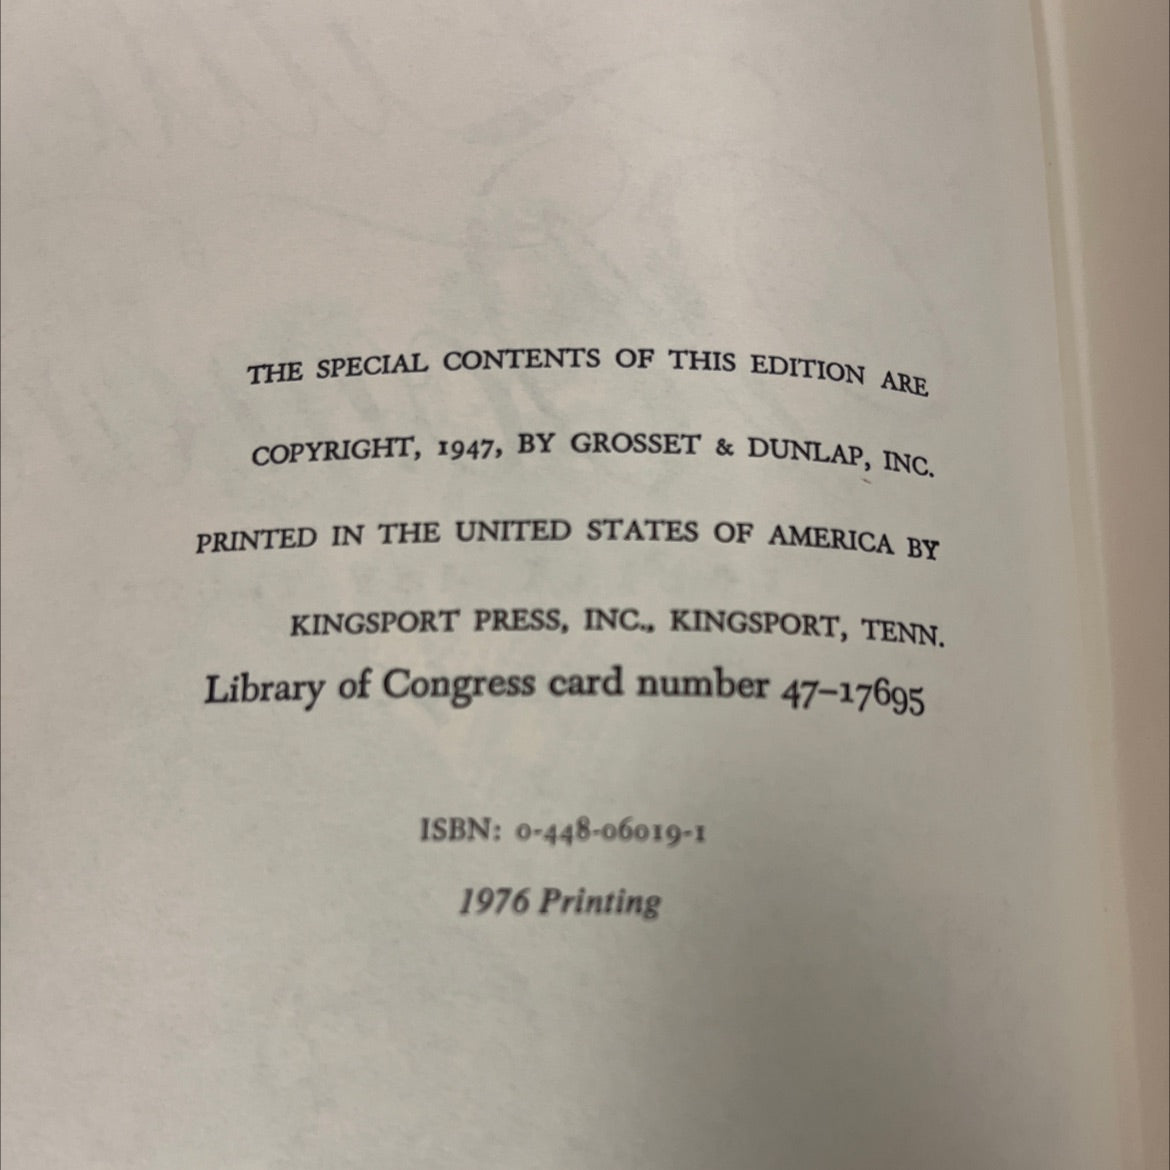 THE SPECIAL CONTENTS OF THIS EDITION ARE
COPYRIGHT, 1947, BY GROSSET & DUNLAP, INC.
PRINTED IN THE UNITED STATES OF AMERICA BY
KINGSPORT PRESS, INC., KINGSPORT, TENN.
Library of Congress card number 47–17695
ISBN: 0-448-06019-1
1976 Printing